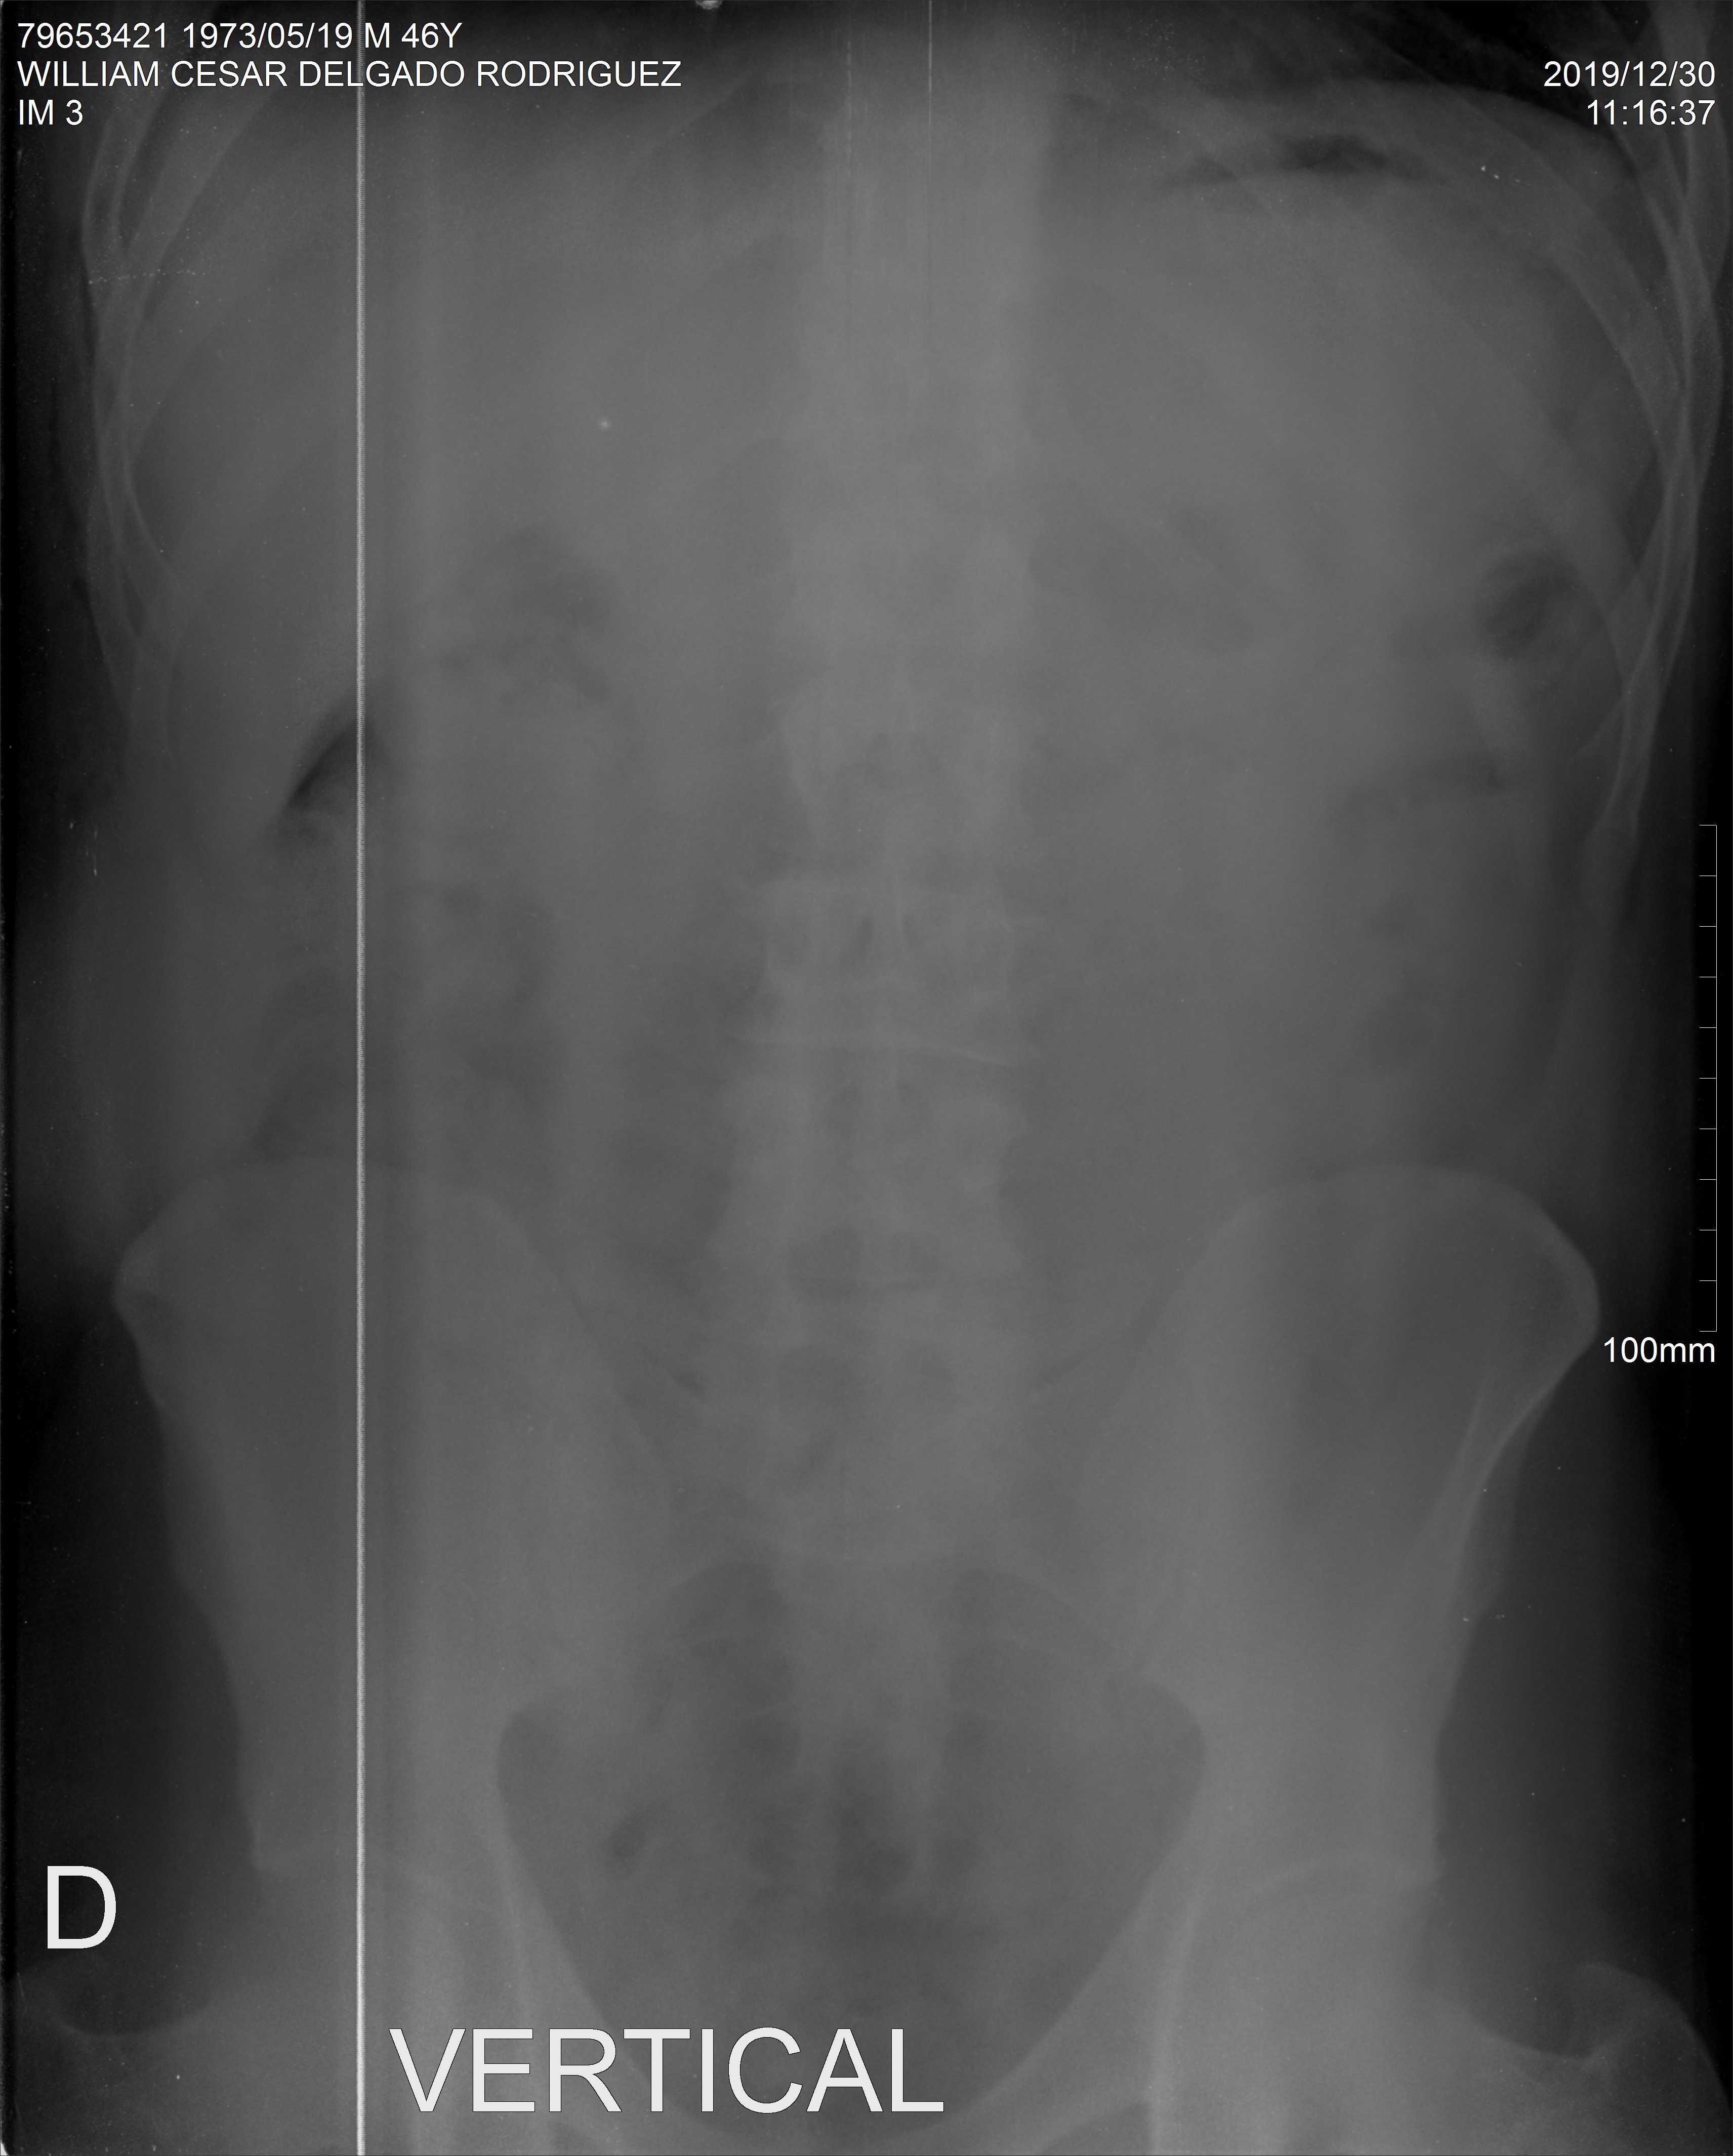 79653421 1973/05/19 M 46Y
WILLIAM CESAR DELGADO RODRIGUEZ
IM 3
2019/12/30
11:16:37
100mm
D
VERTICAL